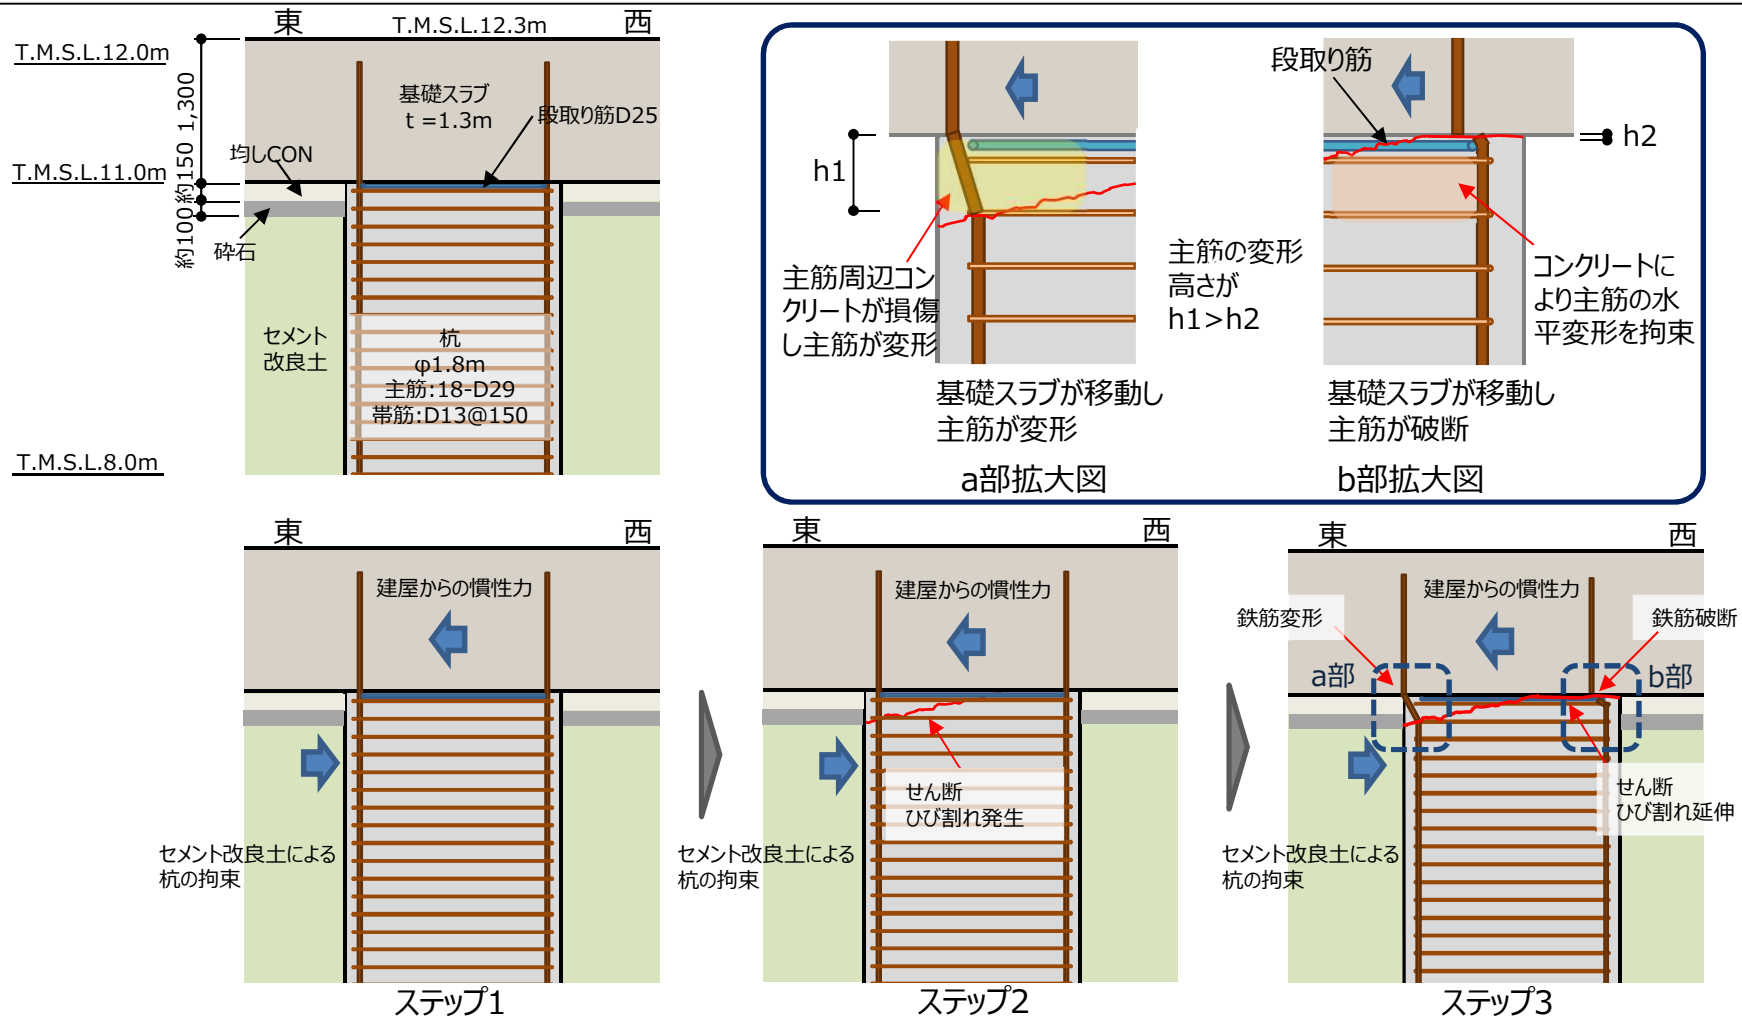 東
T.M.S.L.12.3m
西
T.M.S.L.12.0m
1,300
約150
約100
基礎スラブ
t =1.3m
段取り筋D25
均しCON
T.M.S.L.11.0m
砕石
セメント
改良土
杭
φ1.8m
主筋:18-D29
帯筋:D13@150
T.M.S.L.8.0m
h1
主筋周辺コン
クリートが損傷
し主筋が変形
基礎スラブが移動し
主筋が変形
a部拡大図
主筋の変形
高さが
h1>h2
段取り筋
h2
コンクリートに
より主筋の水
平変形を拘束
基礎スラブが移動し
主筋が破断
b部拡大図
東
西
建屋からの慣性力
セメント改良土による
杭の拘束
ステップ1
東
西
建屋からの慣性力
せん断
ひび割れ発生
セメント改良土による
杭の拘束
ステップ2
東
西
建屋からの慣性力
鉄筋変形
鉄筋破断
a部
b部
せん断
ひび割れ延伸
セメント改良土による
杭の拘束
ステップ3